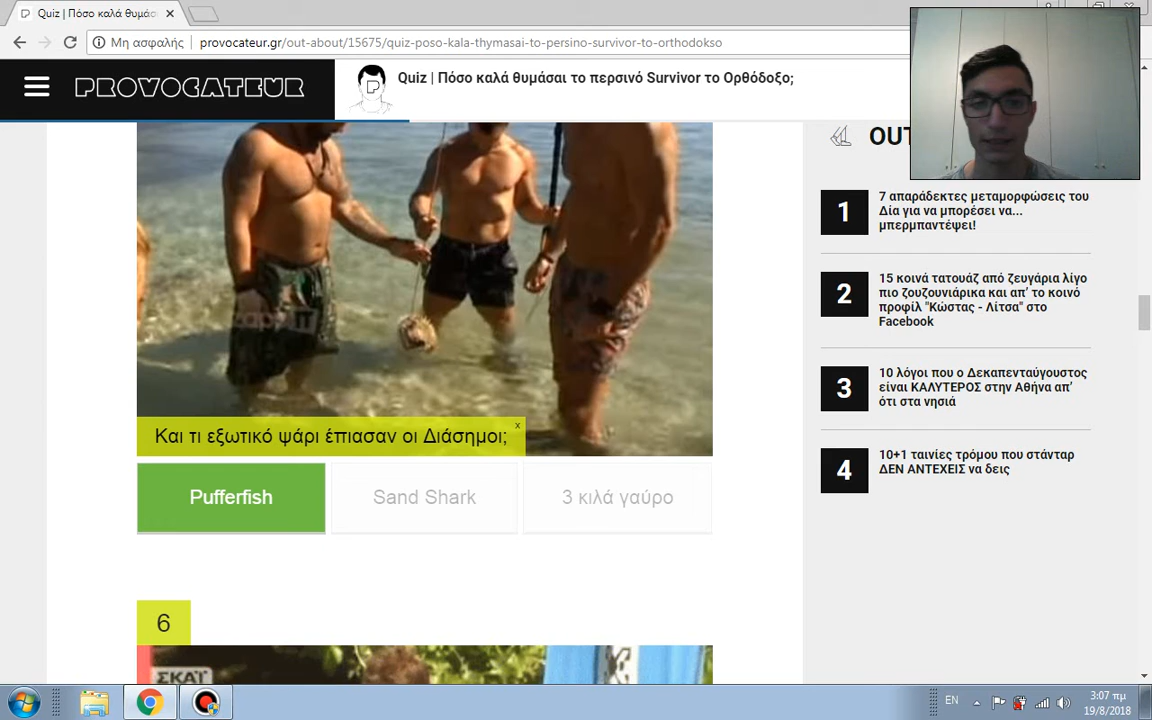 Quiz | Πόσο καλά θυμάσ
Μη ασφαλής
provocateur.gr/out-about/15675/quiz-poso-kala-thymasai-to-persino-survivor-to-orthodokso
PROVOCATEUR
Quiz | Πόσο καλά θυμάσαι το περσινό Survivor το Ορθόδοξο;
OUT
1
7 απαράδεκτες μεταμορφώσεις του
Δία για να μπορέσει να...
μπερμπαντέψει!
2
15 κοινά τατουάζ από ζευγάρια λίγο
πιο ζουζουνιάρικα και απ’ το κοινό
προφίλ "Κώστας - Λίτσα" στο
Facebook
3
10 λόγοι που ο Δεκαπενταύγουστος
είναι ΚΑΛΥΤΕΡΟΣ στην Αθήνα απ’
ότι στα νησιά
4
10+1 ταινίες τρόμου που στάνταρ
ΔΕΝ ΑΝΤΕΧΕΙΣ να δεις
Και τι εξωτικό ψάρι έπιασαν οι Διάσημοι;
x
Pufferfish
Sand Shark
3 κιλά γαύρο
6
ΣΚΑΪ
EN
3:07 πμ
19/8/2018